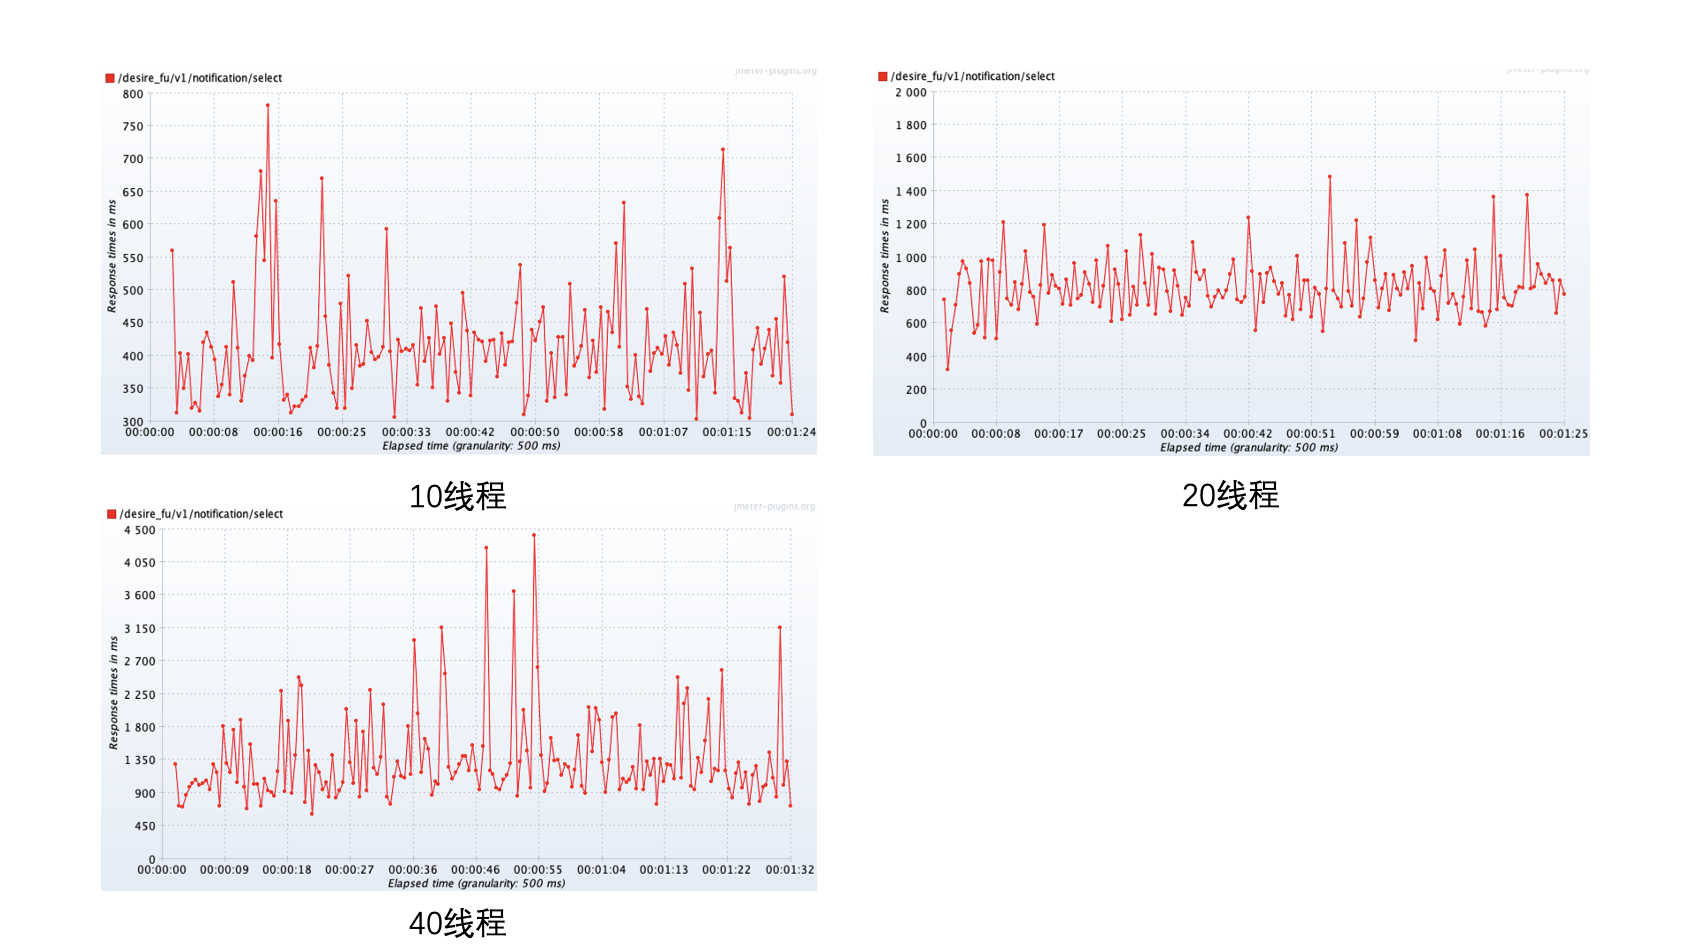 /desire_fu/v1/notification/select
jmeter-plugins.org
800
750
700
650
600
550
500
450
400
350
300
Response times in ms
00:00:00 00:00:08 00:00:16 00:00:25 00:00:33 00:00:42 00:00:50 00:00:58 00:01:07 00:01:15 00:01:24
Elapsed time (granularity: 500 ms)
10线程
/desire_fu/v1/notification/select
jmeter-plugins.org
2 000
1 800
1 600
1 400
1 200
1 000
800
600
400
200
0
Response times in ms
00:00:00 00:00:08 00:00:17 00:00:25 00:00:34 00:00:42 00:00:51 00:00:59 00:01:08 00:01:16 00:01:25
Elapsed time (granularity: 500 ms)
20线程
/desire_fu/v1/notification/select
jmeter-plugins.org
4 500
4 050
3 600
3 150
2 700
2 250
1 800
1 350
900
450
0
Response times in ms
00:00:00 00:00:09 00:00:18 00:00:27 00:00:36 00:00:46 00:00:55 00:01:04 00:01:13 00:01:22 00:01:32
Elapsed time (granularity: 500 ms)
40线程